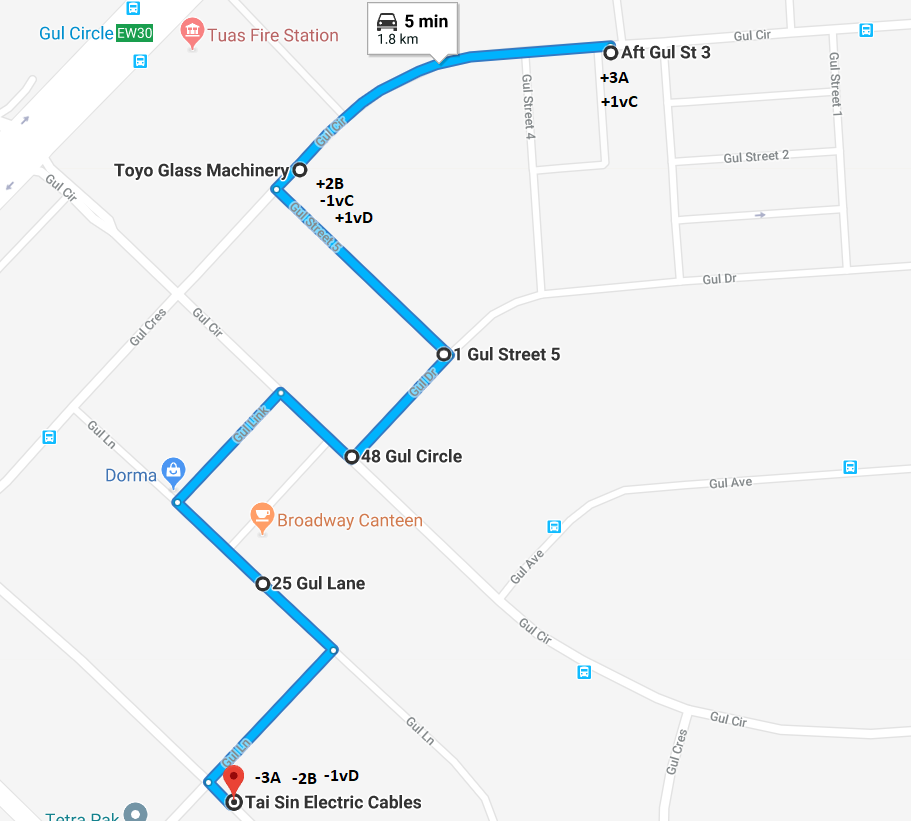 5 min
1.8 km
Gul Circle EW30
Tuas Fire Station
Gul Cir
Aft Gul St 3
+3A
+1vC
Gul Street 4
Gul Street 1
Gul Cir
Toyo Glass Machinery
+2B
-1vC
+1vD
Gul Street 2
Gul Cir
Gul Street 5
Gul Dr
Gul Cres
Gul Cir
1 Gul Street 5
Gul Dr
Gul Link
Gul Ln
48 Gul Circle
Dorma
Gul Ave
Broadway Canteen
Gul Ave
25 Gul Lane
Gul Cir
Gul Ln
Gul Cir
Gul Cres
Gul Ln
-3A -2B -1vD
Tai Sin Electric Cables
Tetra Pak